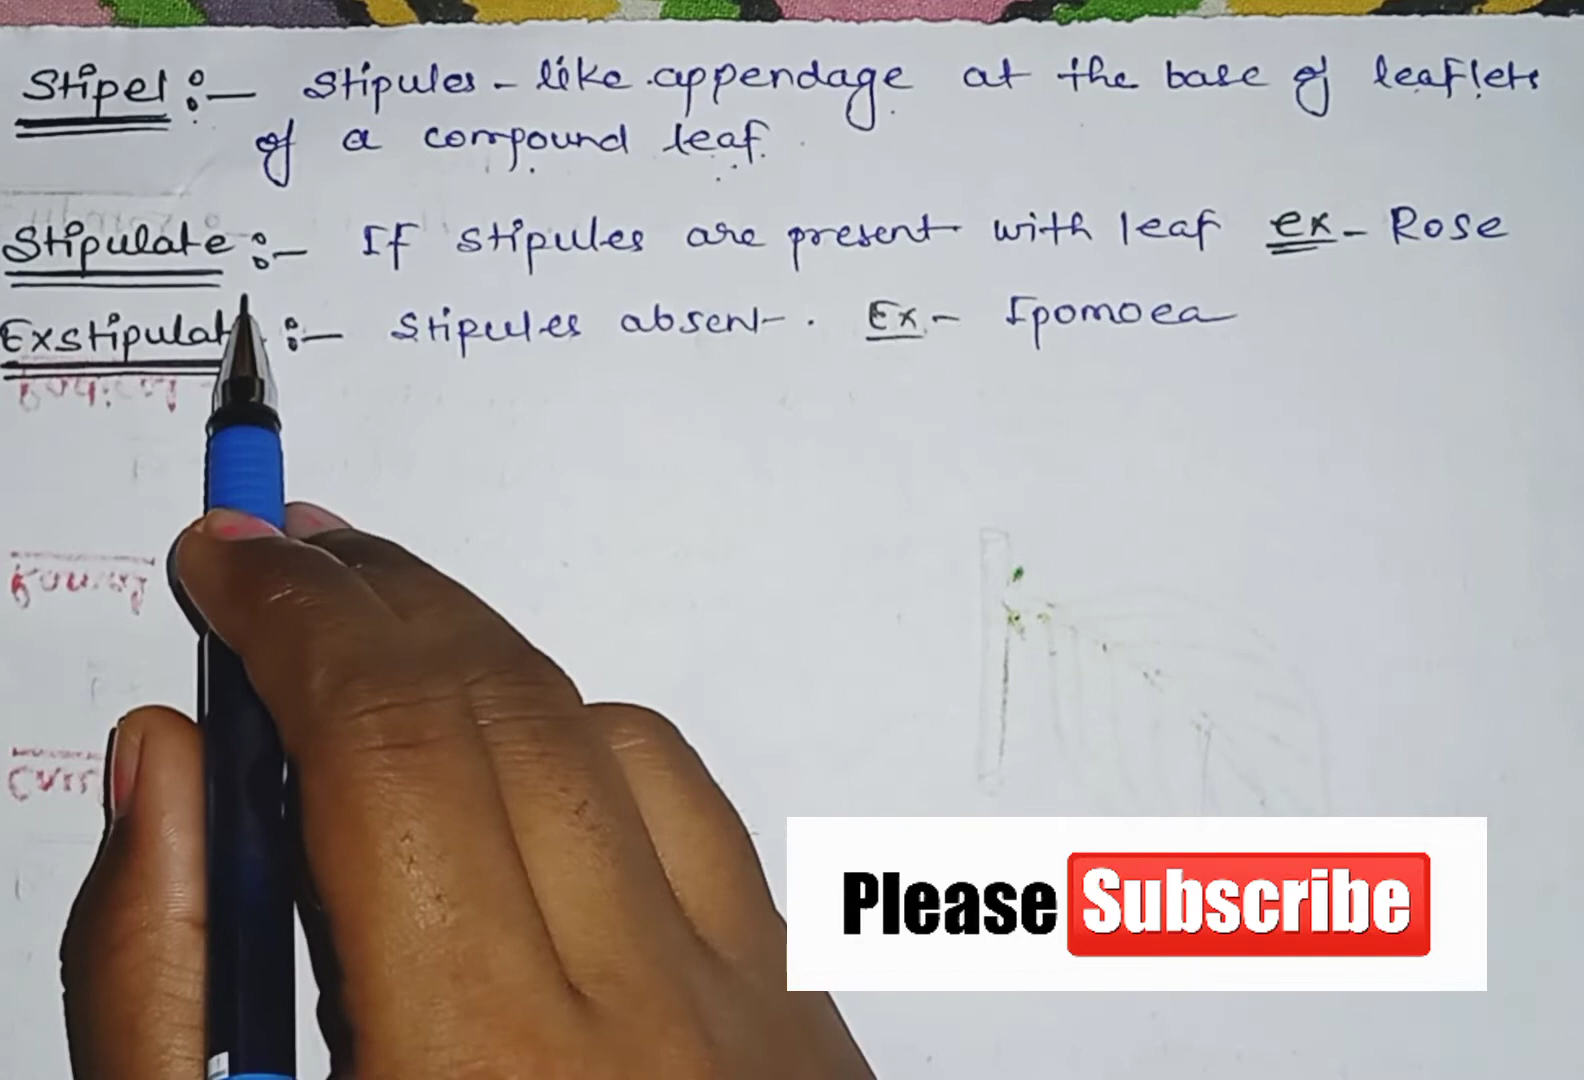 Stipel :- Stipules - like appendage at the base of leaflets
of a compound leaf.
Stipulate :- If stipules are present with leaf ex - Rose
:- Stipules absent. Ex - Ipomoea
Please Subscribe